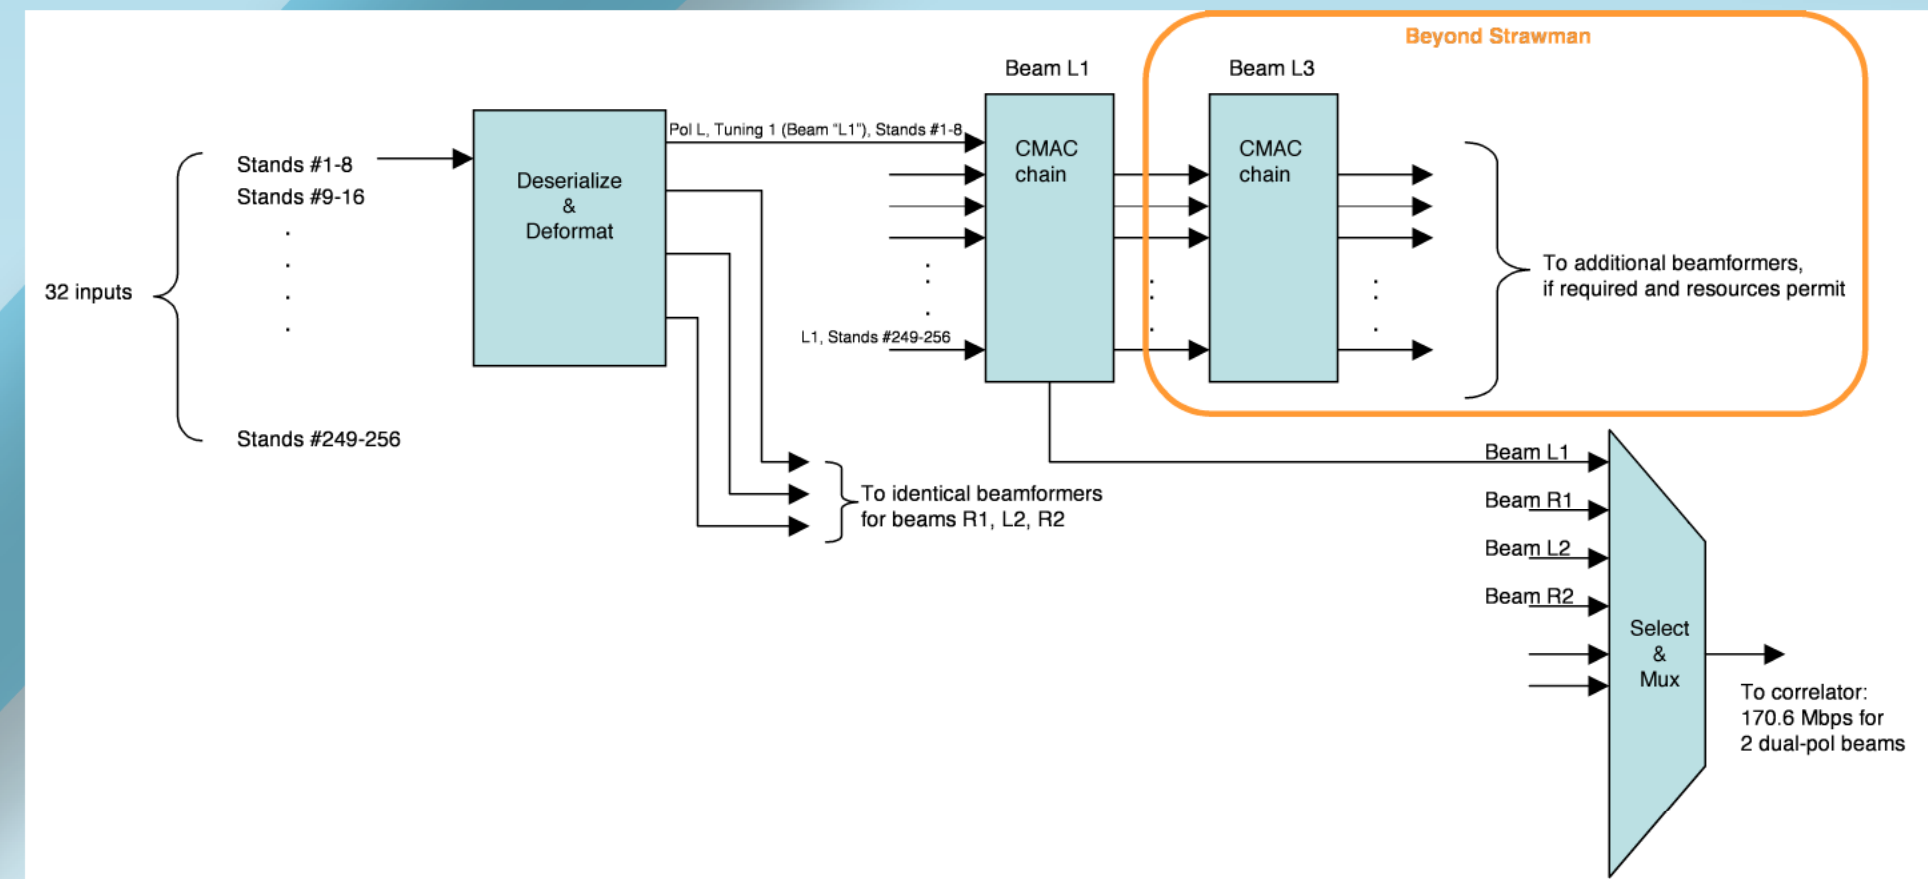 Beyond Strawman
Beam L1
Beam L3
Pol L, Tuning 1 (Beam "L1"), Stands #1-8
CMAC
chain
CMAC
chain
Stands #1-8
Stands #9-16
Deserialize
&
Deformat
32 inputs
To additional beamformers,
if required and resources permit
L1, Stands #249-256
Stands #249-256
Beam L1
To identical beamformers
for beams R1, L2, R2
Beam R1
Beam L2
Beam R2
Select
&
Mux
To correlator:
170.6 Mbps for
2 dual-pol beams